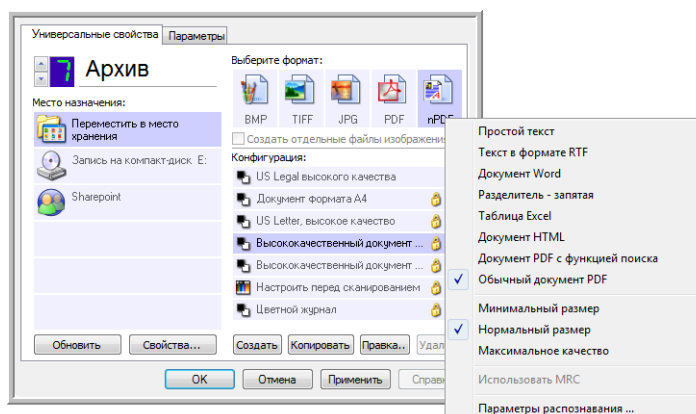 Универсальные свойства Параметры
7 Архив
Выберите формат:
BMP TIFF JPG PDF nPDF
Создать отдельные файлы изображени
Место назначения:
Переместить в место
хранения
Запись на компакт-диск E:
Sharepoint
Конфигурация:
US Legal высокого качества
Документ формата A4
US Letter, высокое качество
Высококачественный документ ...
Высококачественный документ ...
Настроить перед сканированием
Цветной журнал
Обновить Свойства...
Создать Копировать Правка.. Удал
OK Отмена Применить Справк
Простой текст
Текст в формате RTF
Документ Word
Разделитель - запятая
Таблица Excel
Документ HTML
Документ PDF с функцией поиска
Обычный документ PDF
Минимальный размер
Нормальный размер
Максимальное качество
Использовать MRC
Параметры распознавания ...